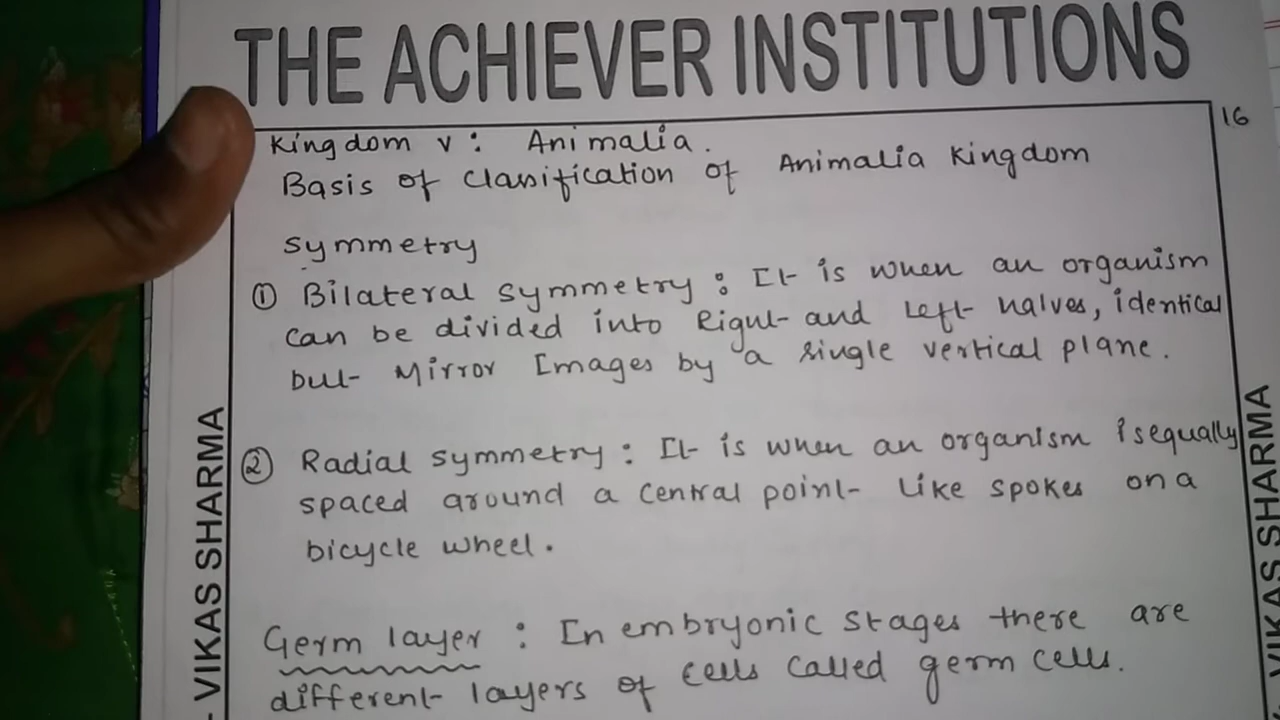 THE ACHIEVER INSTITUTIONS
16
Kingdom V : Animalia.
Basis of Classification of Animalia Kingdom
Symmetry
① Bilateral symmetry : It is when an organism
can be divided into Right and Left halves, identical
but Mirror Images by a single vertical plane.
② Radial symmetry : It is when an organism is equally
spaced around a central point like spokes on a
bicycle wheel.
Germ layer : In embryonic stages there are
different layers of cells called germ cells.
- VIKAS SHARMA
- VIKAS SHARMA